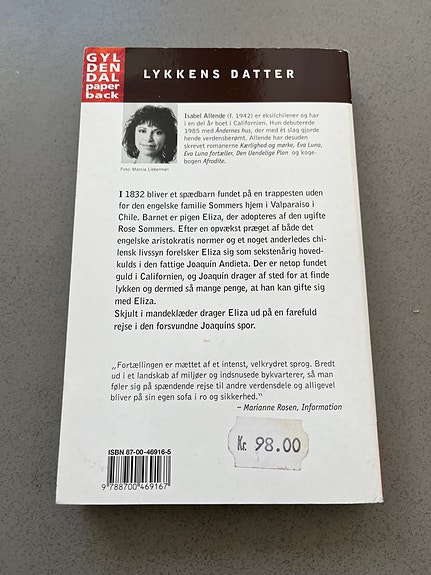 GYL
DEN
DAL
paper
back
LYKKENS DATTER
Isabel Allende (f. 1942) er eksilchilener og har
i en del år boet i Californien. Hun debuterede
1985 med Åndernes hus, der med ét slag gjorde
hende verdensberømt. Allende har desuden
skrevet romanerne Kærlighed og mørke, Eva Luna,
Eva Luna fortæller, Den Uendelige Plan og koge-
bogen Afrodite.
Foto: Marcia Lieberman
I 1832 bliver et spædbarn fundet på en trappesten uden
for den engelske familie Sommers hjem i Valparaiso i
Chile. Barnet er pigen Eliza, der adopteres af den ugifte
Rose Sommers. Efter en opvækst præget af både det
engelske aristokratis normer og et noget anderledes chi-
lensk livssyn forelsker Eliza sig som sekstenårig hoved-
kulds i den fattige Joaquín Andieta. Der er netop fundet
guld i Californien, og Joaquín drager af sted for at finde
lykken og dermed så mange penge, at han kan gifte sig
med Eliza.
Skjult i mandeklæder drager Eliza ud på en farefuld
rejse i den forsvundne Joaquíns spor.
„Fortællingen er mættet af et intenst, velkrydret sprog. Bredt
ud i et landskab af miljøer og indsnusede bykvarterer, så man
føler sig på spændende rejse til andre verdensdele og alligevel
bliver på sin egen sofa i ro og sikkerhed.“
– Marianne Rosen, Information
Kr. 98.00
ISBN 87-00-46916-5
9 788700 469167